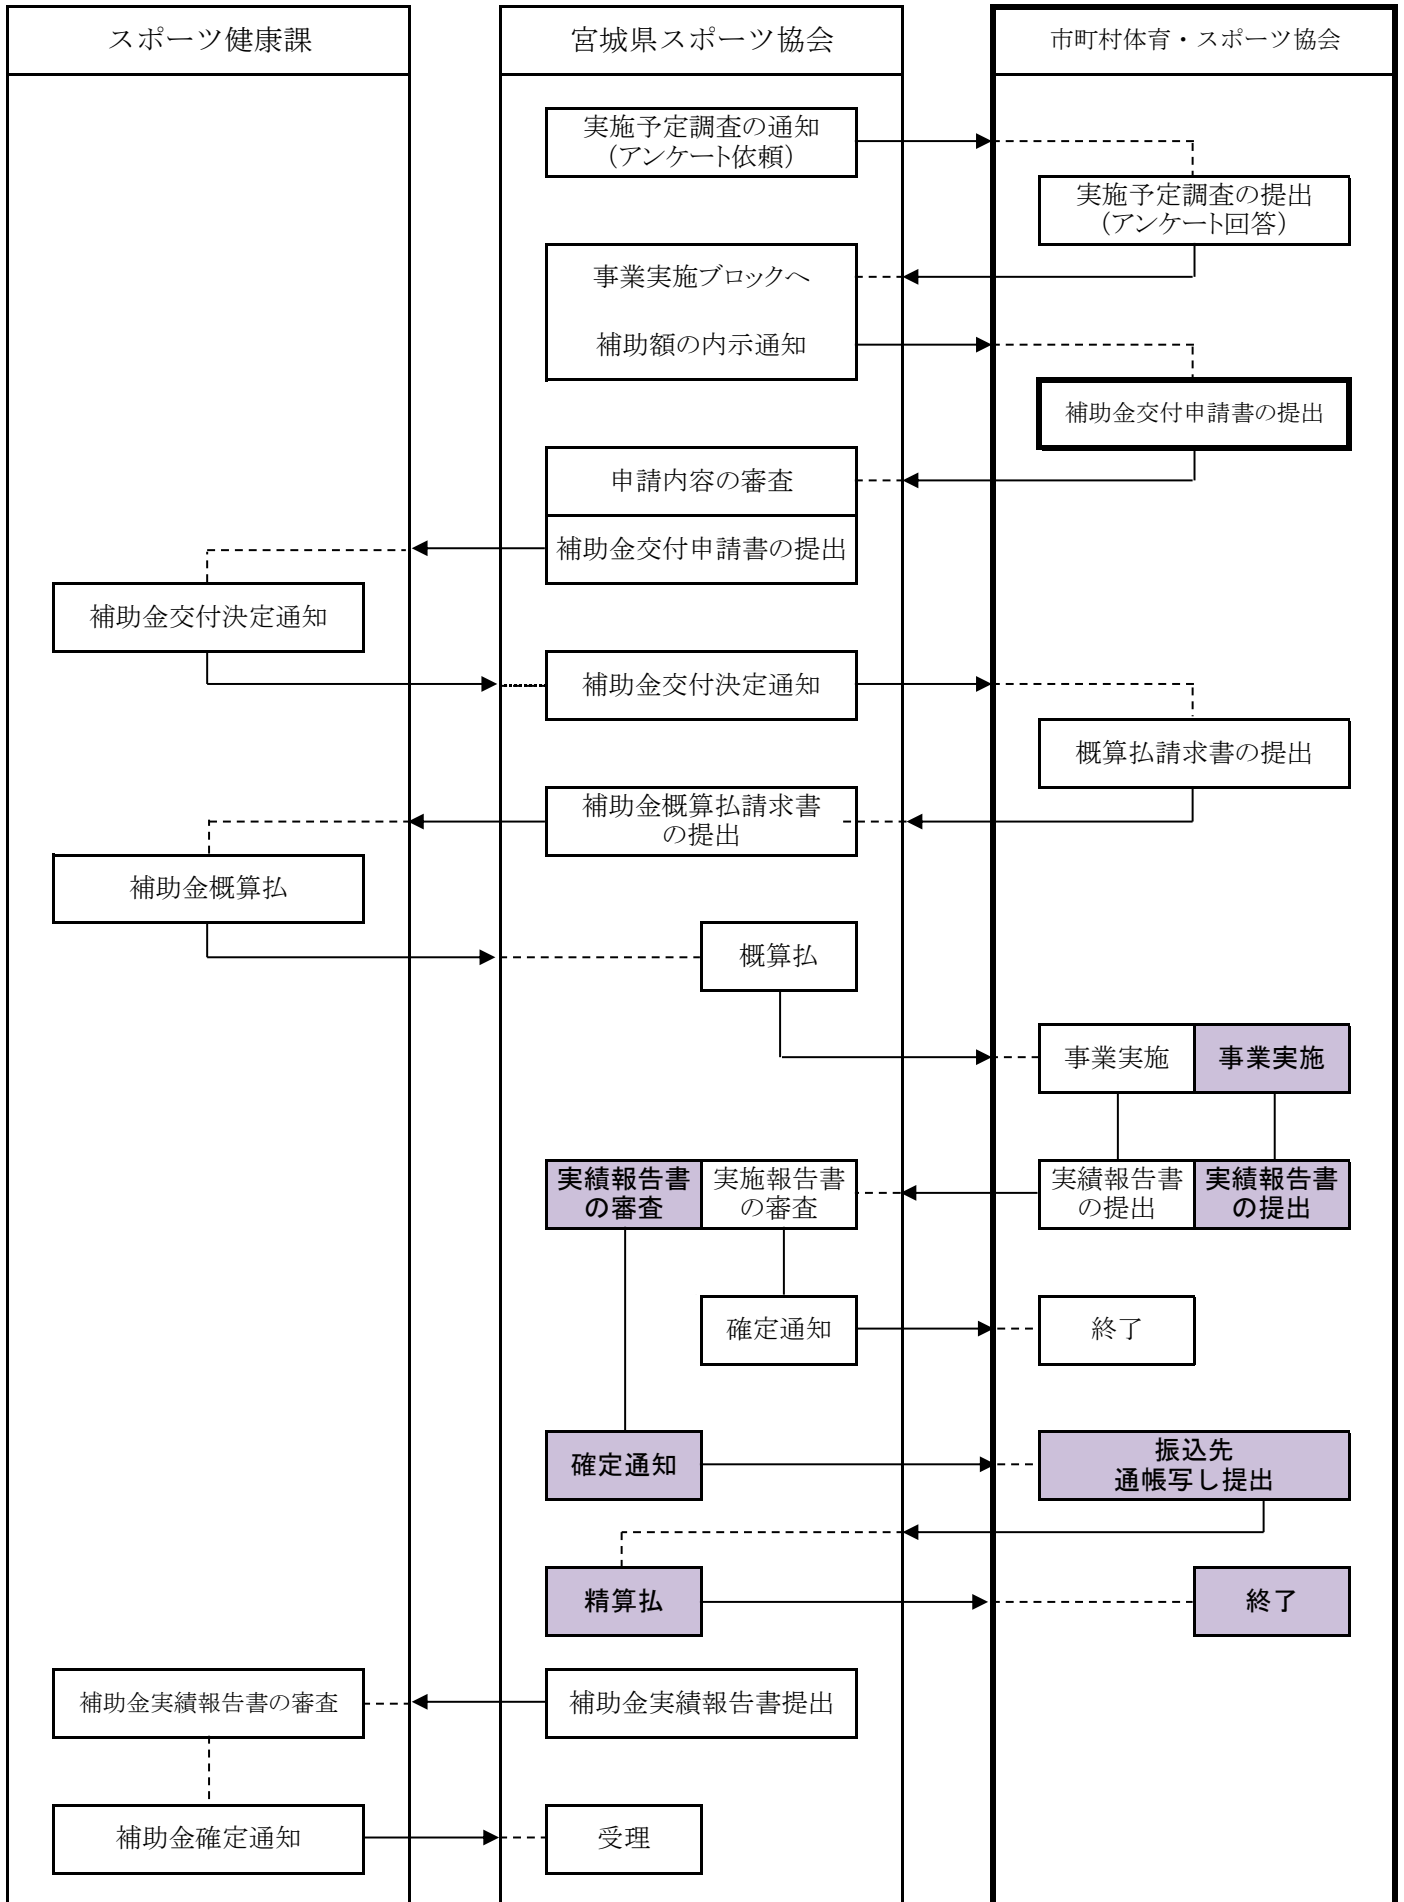 スポーツ健康課
宮城県スポーツ協会
市町村体育・スポーツ協会
実施予定調査の通知
（アンケート依頼）
実施予定調査の提出
（アンケート回答）
事業実施ブロックへ
補助額の内示通知
補助金交付申請書の提出
申請内容の審査
補助金交付申請書の提出
補助金交付決定通知
補助金交付決定通知
概算払請求書の提出
補助金概算払請求書
の提出
補助金概算払
概算払
事業実施
事業実施
実績報告書
の審査
実施報告書
の審査
実績報告書
の提出
実績報告書
の提出
確定通知
終了
確定通知
振込先
通帳写し提出
精算払
終了
補助金実績報告書の審査
補助金実績報告書提出
補助金確定通知
受理